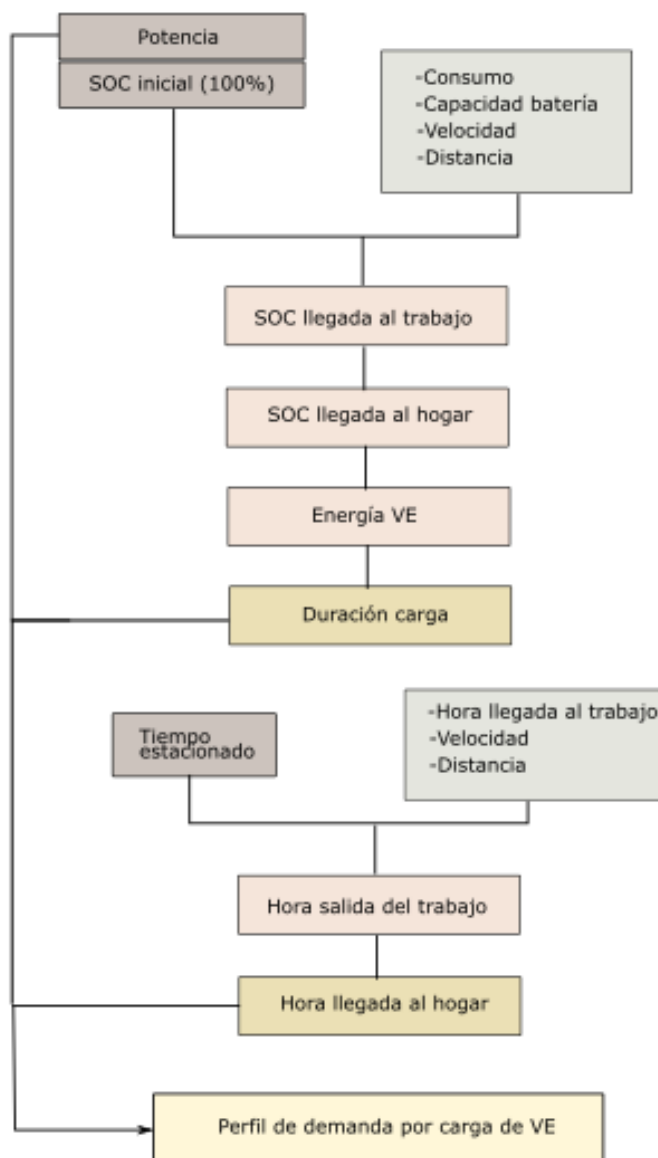 Potencia
SOC inicial (100%)
-Consumo
-Capacidad batería
-Velocidad
-Distancia
SOC llegada al trabajo
SOC llegada al hogar
Energía VE
Duración carga
Tiempo
estacionado
-Hora llegada al trabajo
-Velocidad
-Distancia
Hora salida del trabajo
Hora llegada al hogar
Perfil de demanda por carga de VE